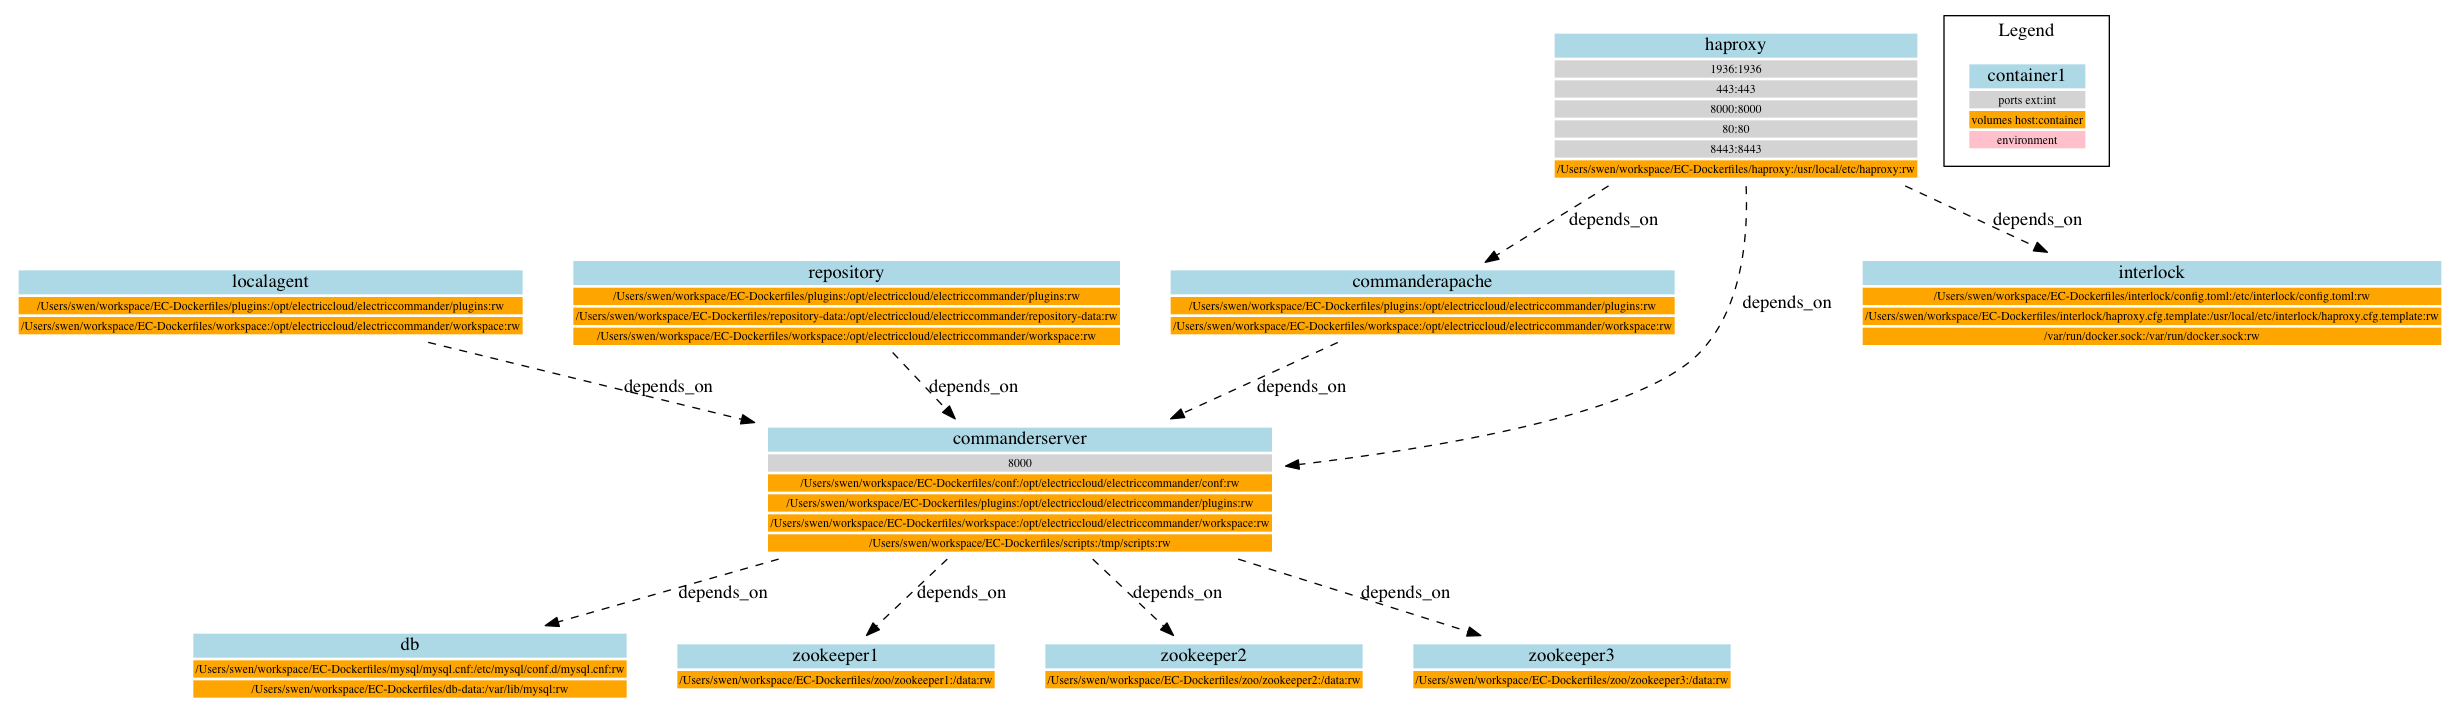 haproxy
1936:1936
443:443
8000:8000
80:80
8443:8443
/Users/swen/workspace/EC-Dockerfiles/haproxy:/usr/local/etc/haproxy:rw
Legend
container1
ports ext:int
volumes host:container
environment
depends_on
depends_on
depends_on
localagent
/Users/swen/workspace/EC-Dockerfiles/plugins:/opt/electriccloud/electriccommander/plugins:rw
/Users/swen/workspace/EC-Dockerfiles/workspace:/opt/electriccloud/electriccommander/workspace:rw
repository
/Users/swen/workspace/EC-Dockerfiles/plugins:/opt/electriccloud/electriccommander/plugins:rw
/Users/swen/workspace/EC-Dockerfiles/repository-data:/opt/electriccloud/electriccommander/repository-data:rw
/Users/swen/workspace/EC-Dockerfiles/workspace:/opt/electriccloud/electriccommander/workspace:rw
commanderapache
/Users/swen/workspace/EC-Dockerfiles/plugins:/opt/electriccloud/electriccommander/plugins:rw
/Users/swen/workspace/EC-Dockerfiles/workspace:/opt/electriccloud/electriccommander/workspace:rw
interlock
/Users/swen/workspace/EC-Dockerfiles/interlock/config.toml:/etc/interlock/config.toml:rw
/Users/swen/workspace/EC-Dockerfiles/interlock/haproxy.cfg.template:/usr/local/etc/interlock/haproxy.cfg.template:rw
/var/run/docker.sock:/var/run/docker.sock:rw
depends_on
depends_on
depends_on
commanderserver
8000
/Users/swen/workspace/EC-Dockerfiles/conf:/opt/electriccloud/electriccommander/conf:rw
/Users/swen/workspace/EC-Dockerfiles/plugins:/opt/electriccloud/electriccommander/plugins:rw
/Users/swen/workspace/EC-Dockerfiles/workspace:/opt/electriccloud/electriccommander/workspace:rw
/Users/swen/workspace/EC-Dockerfiles/scripts:/tmp/scripts:rw
depends_on
depends_on
depends_on
depends_on
db
/Users/swen/workspace/EC-Dockerfiles/mysql/mysql.cnf:/etc/mysql/conf.d/mysql.cnf:rw
/Users/swen/workspace/EC-Dockerfiles/db-data:/var/lib/mysql:rw
zookeeper1
/Users/swen/workspace/EC-Dockerfiles/zoo/zookeeper1:/data:rw
zookeeper2
/Users/swen/workspace/EC-Dockerfiles/zoo/zookeeper2:/data:rw
zookeeper3
/Users/swen/workspace/EC-Dockerfiles/zoo/zookeeper3:/data:rw